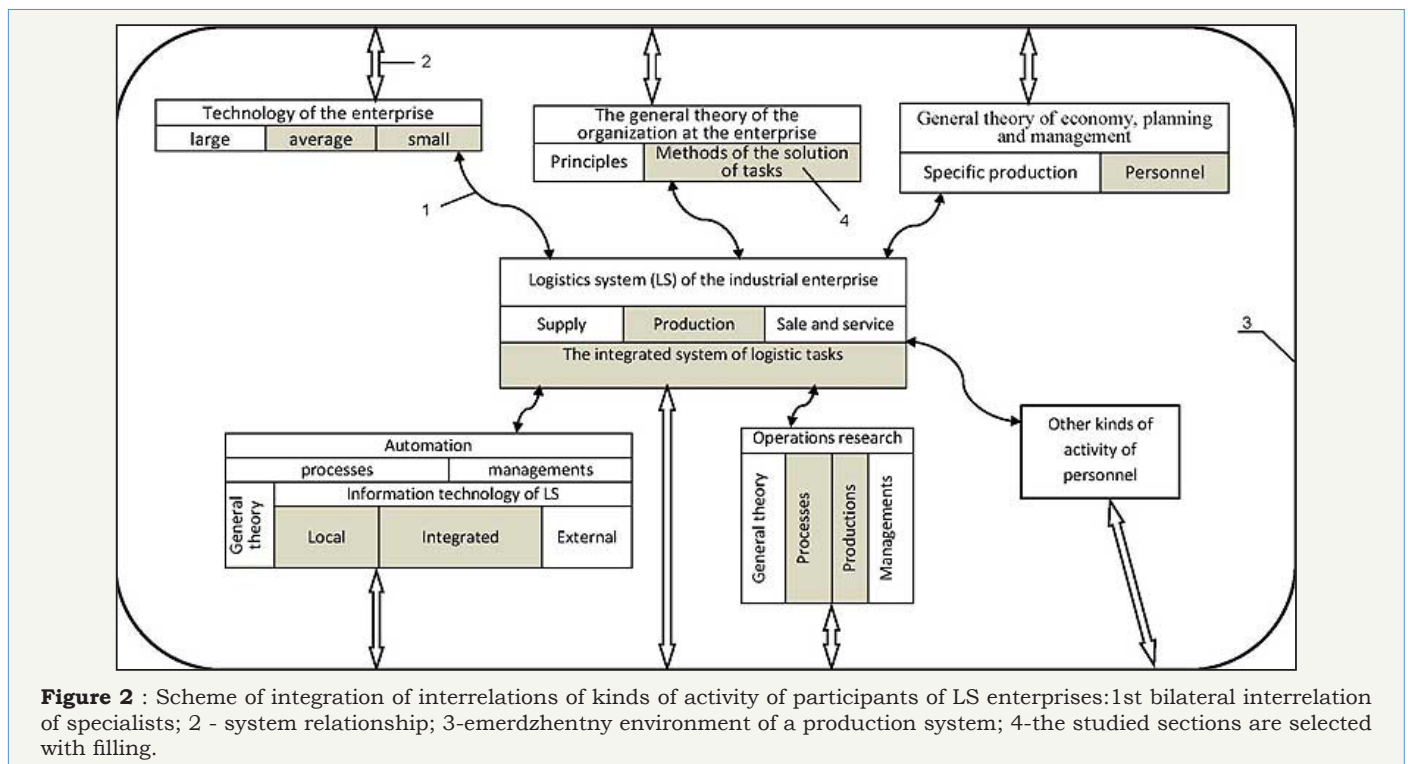 2
Technology of the enterprise
large average small
The general theory of the
organization at the enterprise
Principles
Methods of the solution
of tasks
General theory of economy, planning
and management
Specific production Personnel
1
4
Logistics system (LS) of the industrial enterprise
Supply Production Sale and service
The integrated system of logistic tasks
3
Automation
processes managements
Information technology of LS
General
theory
Local Integrated External
Operations research
General theory
Processes
Productions
Managements
Other kinds of
activity of
personnel
Figure 2 : Scheme of integration of interrelations of kinds of activity of participants of LS enterprises:1st bilateral interrelation
of specialists; 2 - system relationship; 3-emerdzhentny environment of a production system; 4-the studied sections are selected
with filling.